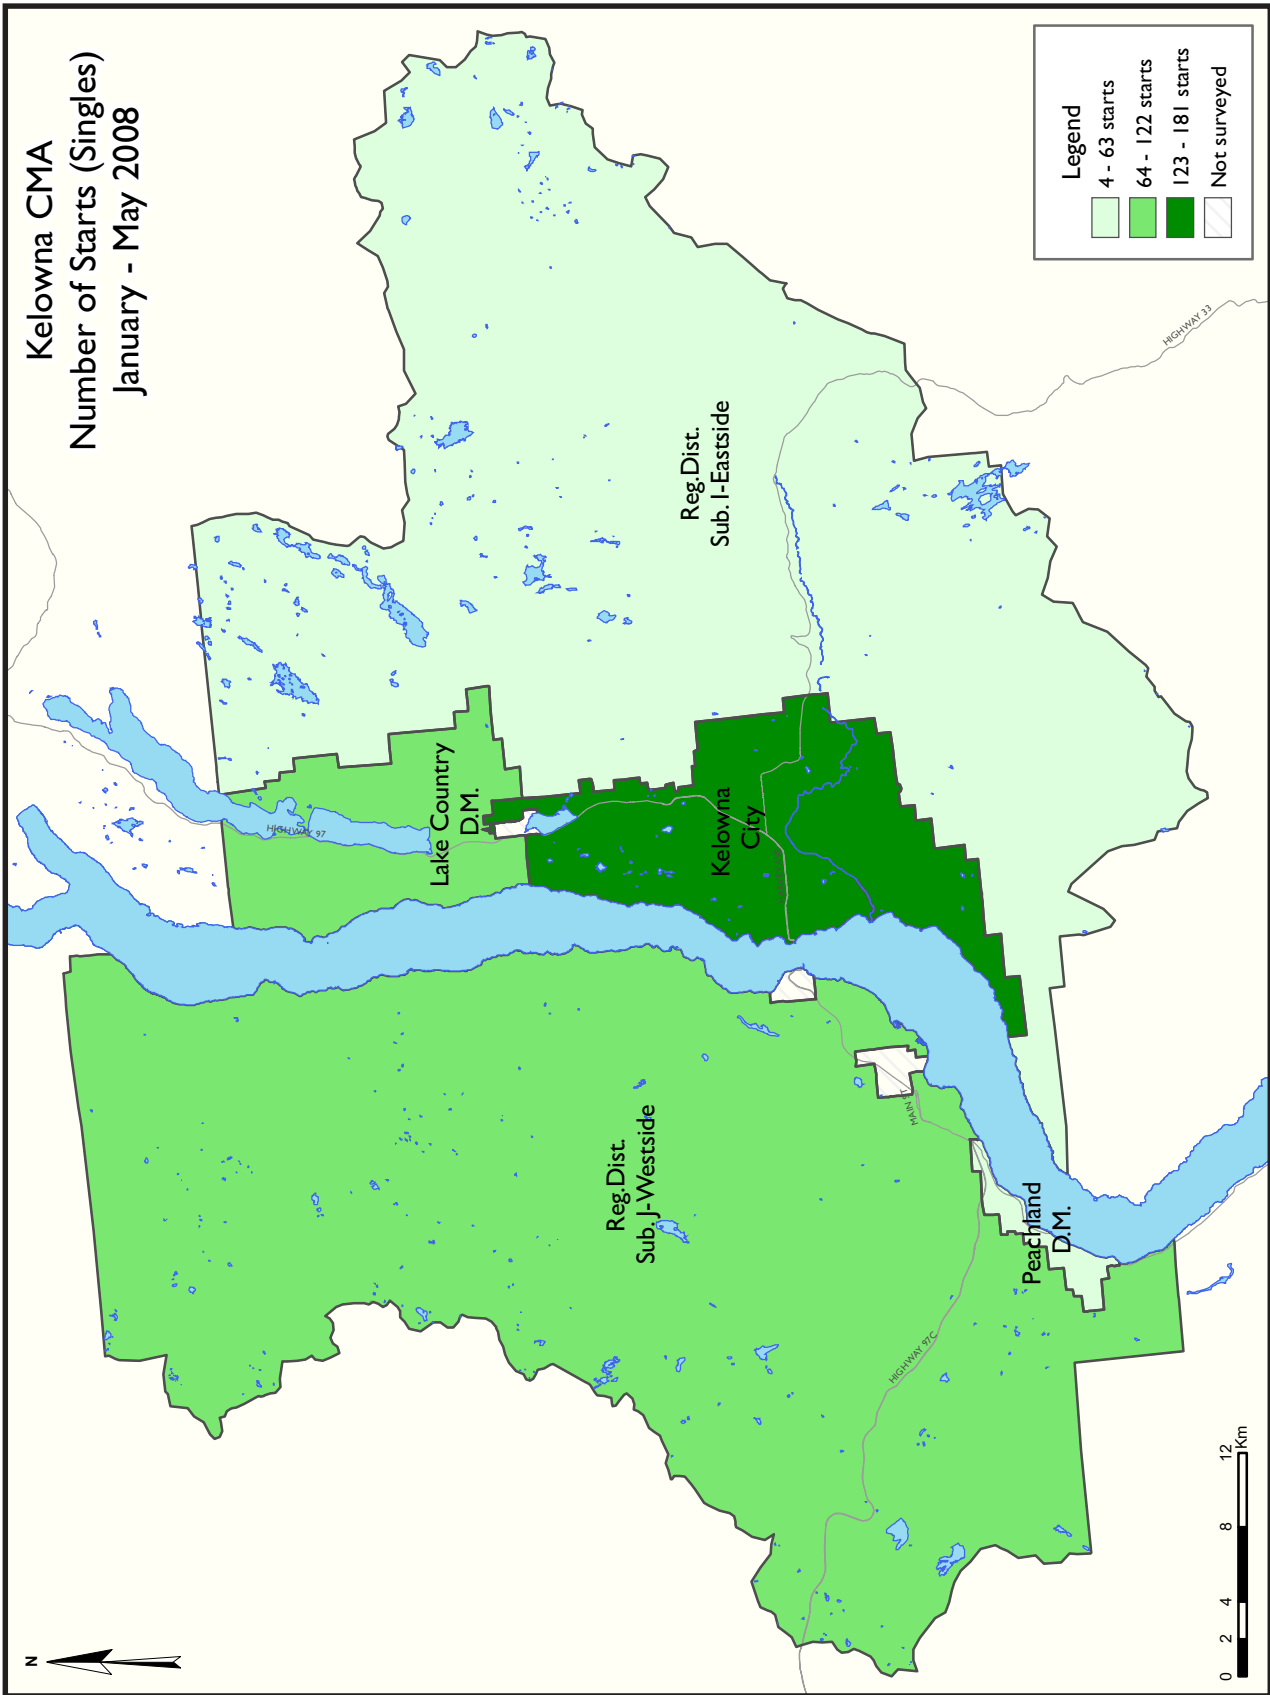 Kelowna CMA
Number of Starts (Singles)
January - May 2008
N
HIGHWAY 97
Lake Country
D.M.
Reg.Dist.
Sub. I-Eastside
Kelowna
City
HIGHWAY 33
Reg.Dist.
Sub. J-Westside
MAIN ST
Peachland
D.M.
HIGHWAY 97C
Legend
4 - 63 starts
64 - 122 starts
123 - 181 starts
Not surveyed
0 2 4 8 12
Km